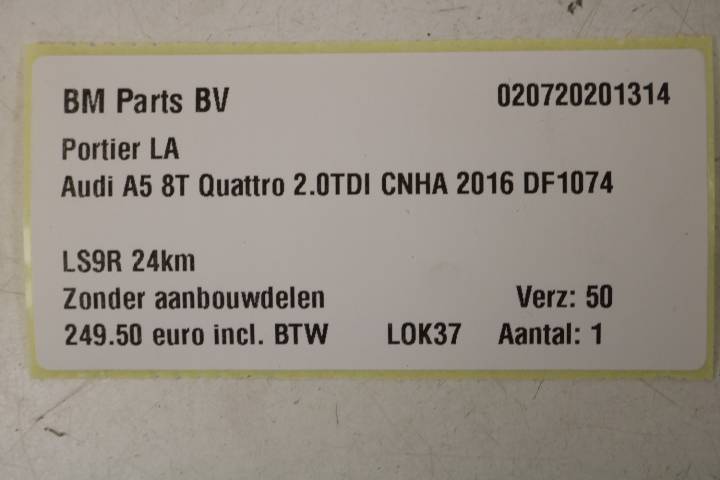 BM Parts BV 020720201314
Portier LA
Audi A5 8T Quattro 2.0TDI CNHA 2016 DF1074
LS9R 24km
Zonder aanbouwdelen Verz: 50
249.50 euro incl. BTW LOK37 Aantal: 1